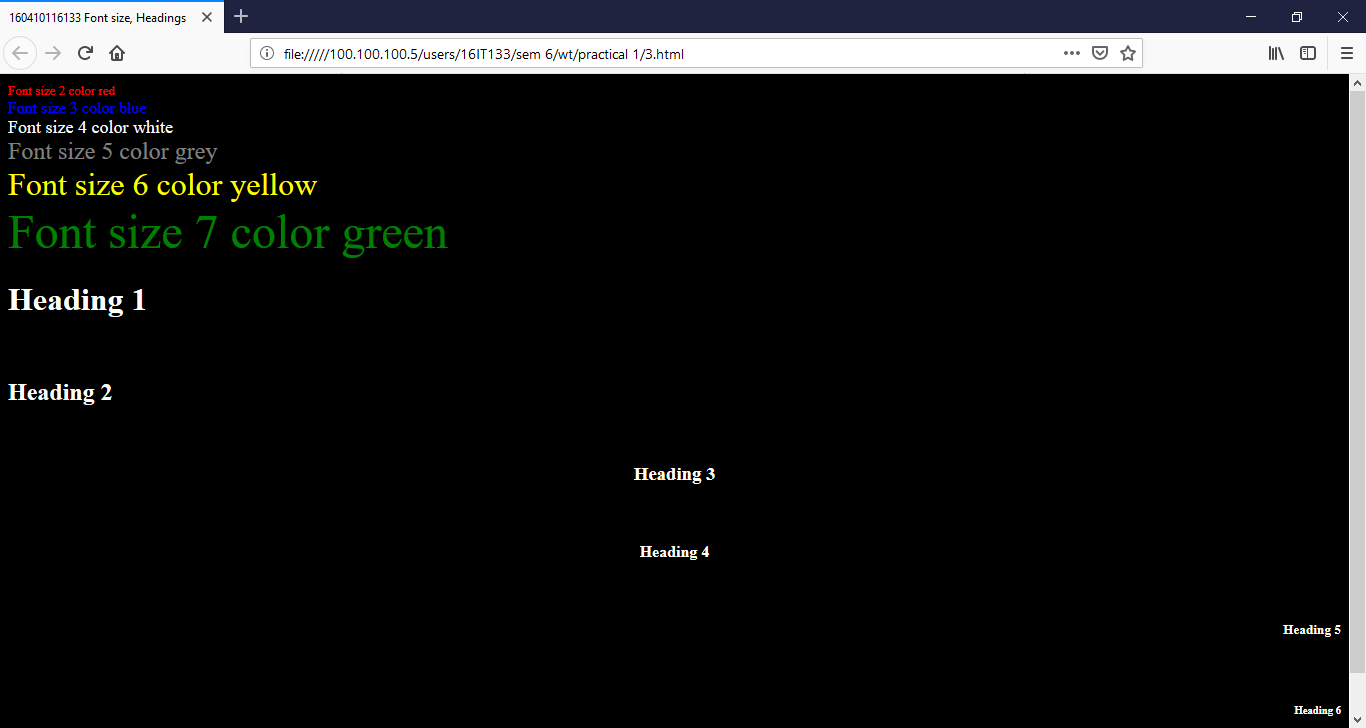 160410116133 Font size, Headings
file://///100.100.100.5/users/16IT133/sem 6/wt/practical 1/3.html
Font size 2 color red
Font size 3 color blue
Font size 4 color white
Font size 5 color grey
Font size 6 color yellow
Font size 7 color green
Heading 1
Heading 2
Heading 3
Heading 4
Heading 5
Heading 6